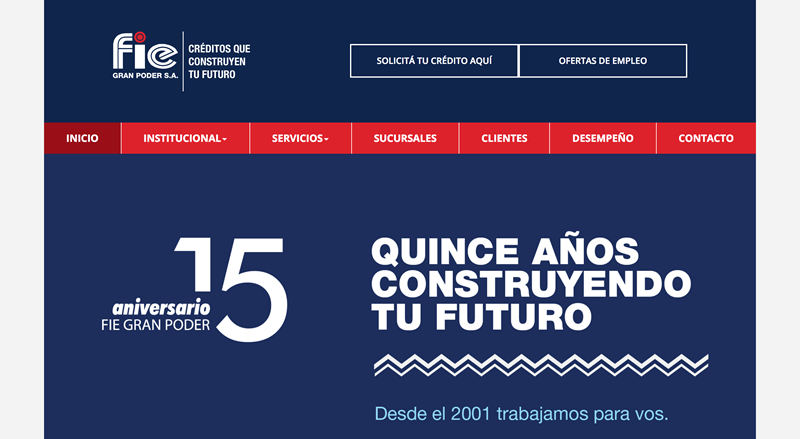 fie
GRAN PODER S.A.
CRÉDITOS QUE
CONSTRUYEN
TU FUTURO
SOLICITÁ TU CRÉDITO AQUÍ
OFERTAS DE EMPLEO
INICIO
INSTITUCIONAL
SERVICIOS
SUCURSALES
CLIENTES
DESEMPEÑO
CONTACTO
15
aniversario
FIE GRAN PODER
QUINCE AÑOS
CONSTRUYENDO
TU FUTURO
Desde el 2001 trabajamos para vos.